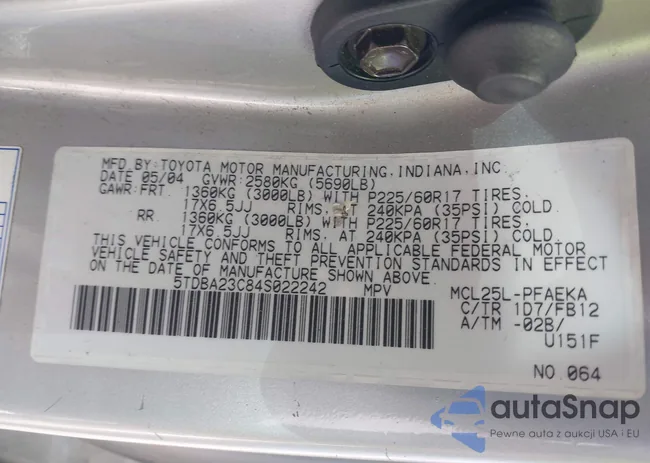 MFD.BY:TOYOTA MOTOR MANUFACTURING,INDIANA,INC.
DATE 05/04 GVWR:2580KG (5690LB)
GAWR:FRT. 1360KG (3000LB) WITH P225/60R17 TIRES,
17X6.5JJ RIMS, AT 240KPA (35PSI) COLD
RR 1360KG (3000LB) WITH P225/60R17 TIRES,
17X6.5JJ RIMS, AT 240KPA (35PSI) COLD.
THIS VEHICLE CONFORMS TO ALL APPLICABLE FEDERAL MOTOR
VEHICLE SAFETY AND THEFT PREVENTION STANDARDS IN EFFECT
ON THE DATE OF MANUFACTURE SHOWN ABOVE.
5TDBA23C84S022242 MPV MCL25L-PFAEKA
C/TR 1D7/FB12
A/TM -02B/
U151F
NO.064
autoSnap
Pewne auta z aukcji USA i EU